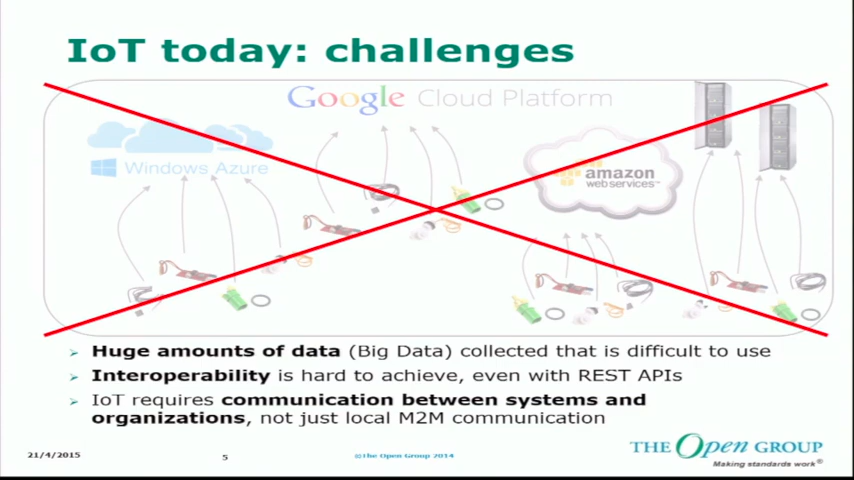 IoT today: challenges
Google Cloud Platform
Windows Azure
amazon
webservices™
➢ Huge amounts of data (Big Data) collected that is difficult to use
➢ Interoperability is hard to achieve, even with REST APIs
➢ IoT requires communication between systems and
organizations, not just local M2M communication
21/4/2015
5
©The Open Group 2014
THE Open GROUP
Making standards work®